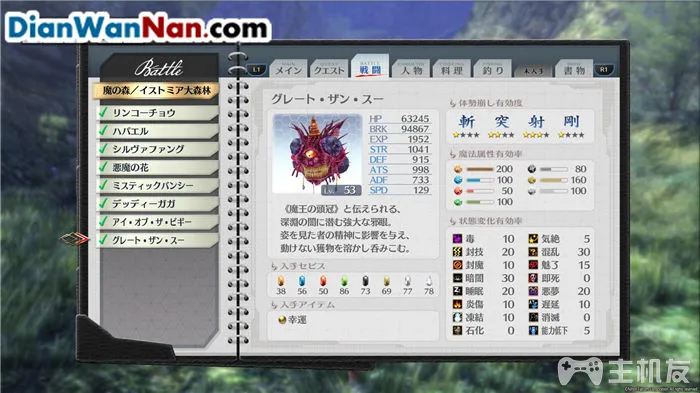 DianWanNan.com
Battle
L1
メイン
クエスト
BATTLE
戦闘
人物
料理
釣り
未入手
書物
R1
魔の森／イストミア大森林
リンコーチョウ
ハパエル
シルヴァファング
悪魔の花
ミスティックパンシー
デッディーガガ
アイ・オブ・ザ・ビギー
グレート・ザン・スー
グレート・ザン・スー
Lv. 53
HP 63245
BRK 94867
EXP 1952
STR 1041
DEF 915
ATS 998
ADF 733
SPD 129
《魔王の頭冠》と伝えられる、
深淵の闇に潜む強大な邪眼。
姿を見た者の精神に影響を与え、
動けない獲物を溶かし呑みこむ。
入手セピス
38 56 50 86 73 69 77 78
入手アイテム
幸運
体勢崩し有効度
斬 突 射 剛
魔法属性有効率
200 80
100 160
50 100
100
状態変化有効率
毒 10 気絶 5
封技 20 混乱 30
封魔 10 魅了 15
暗闇 30 即死 0
睡眠 20 悪夢 20
炎傷 10 遅延 10
凍結 10 消滅 0
石化 0 能力低下 5
主机友